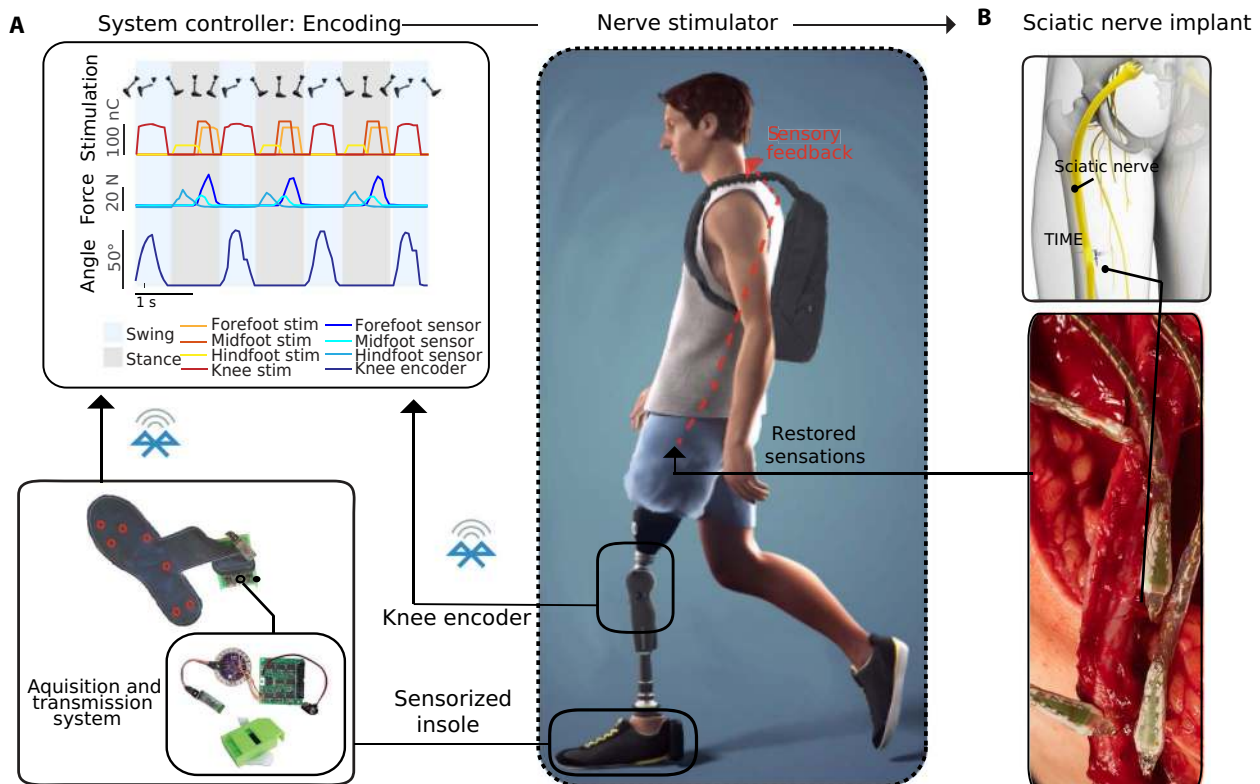 A
System controller: Encoding
Nerve stimulator
B
Sciatic nerve implant
Stimulation
100 nC
Force
20 N
Angle
50°
1 s
Swing
Stance
Forefoot stim
Midfoot stim
Hindfoot stim
Knee stim
Forefoot sensor
Midfoot sensor
Hindfoot sensor
Knee encoder
Sensory
feedback
Sciatic nerve
TIME
Restored
sensations
Knee encoder
Aquisition and
transmission
system
Sensorized
insole